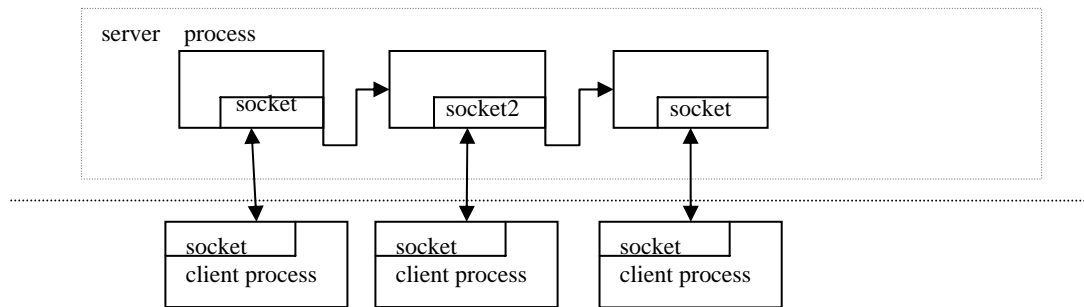 server process
socket
socket2
socket
socket
client process
socket
client process
socket
client process